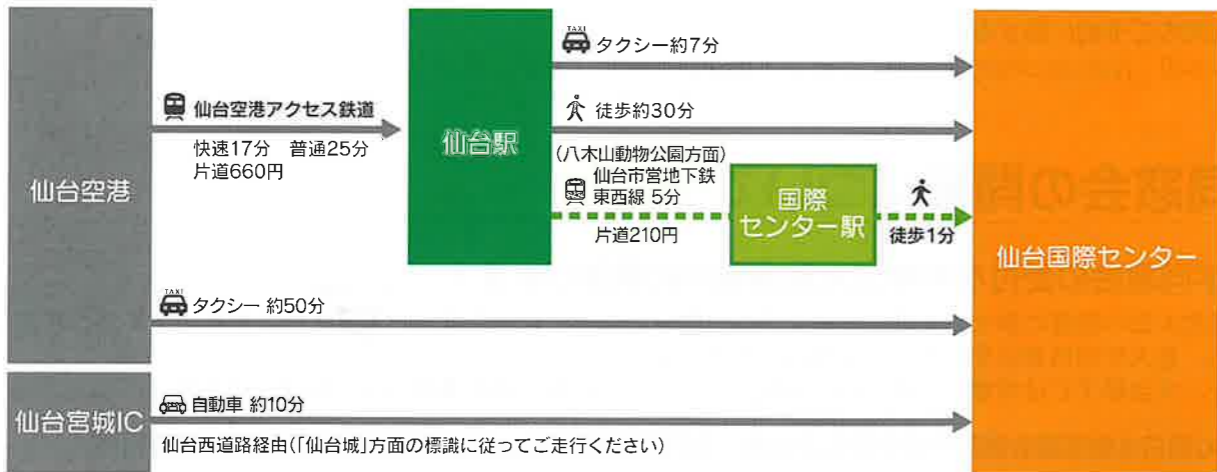 TAXI
タクシー約7分
仙台空港アクセス鉄道
快速17分 普通25分
片道660円
仙台空港
仙台駅
徒歩約30分
(八木山動物公園方面)
仙台市営地下鉄
東西線 5分
片道210円
国際
センター駅
徒歩1分
仙台国際センター
TAXI
タクシー 約50分
仙台宮城IC
自動車 約10分
仙台西道路経由(「仙台城」方面の標識に従ってご走行ください)